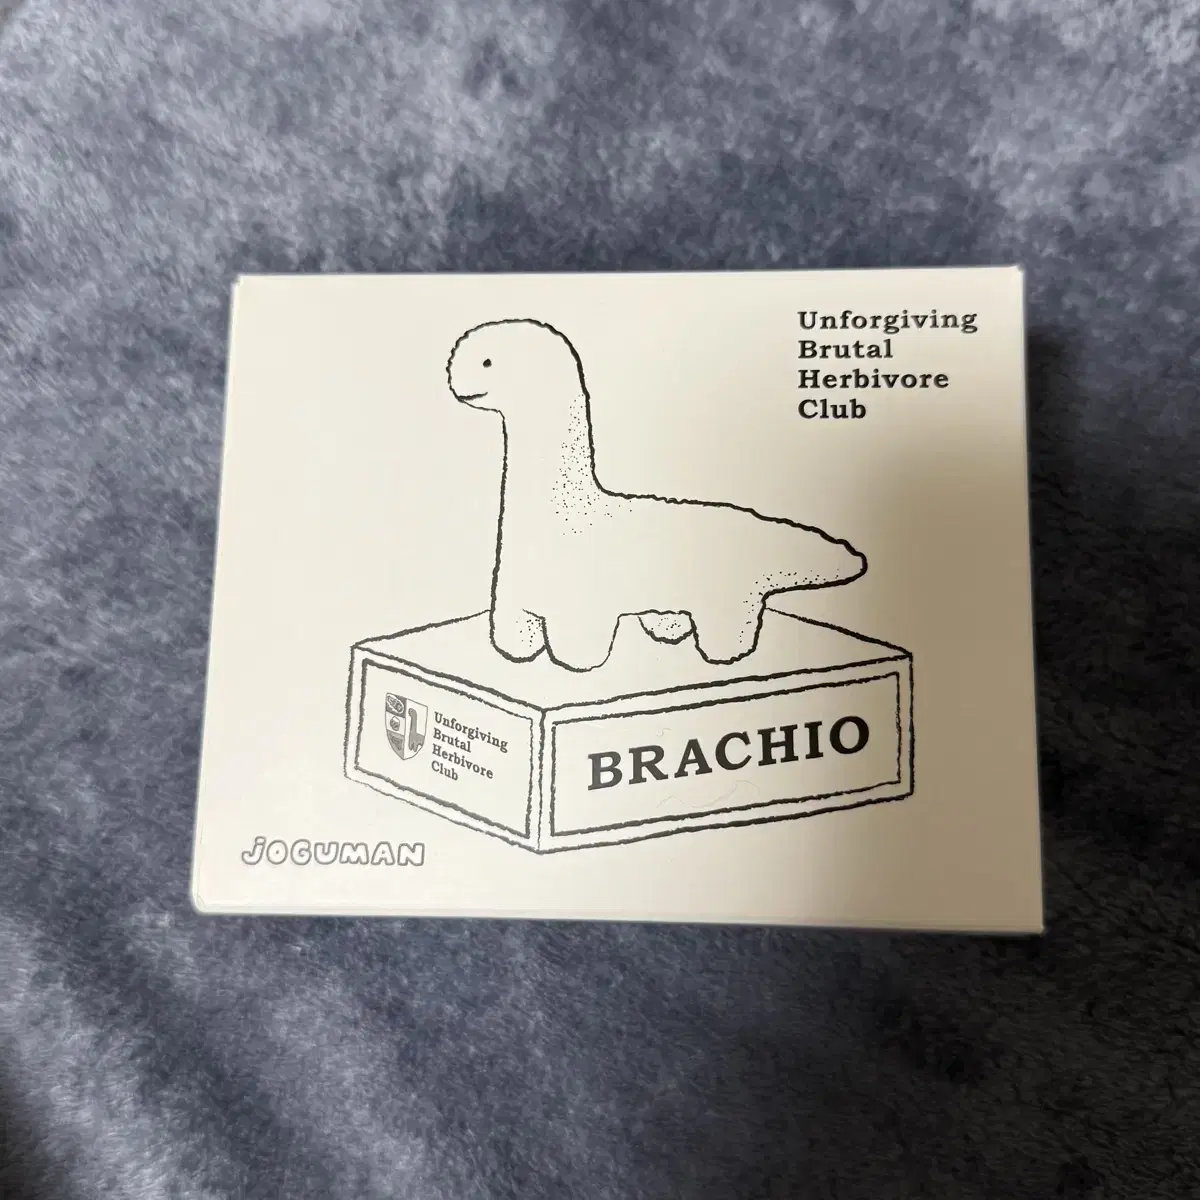 Unforgiving
Brutal
Herbivore
Club
Unforgiving
Brutal
Herbivore
Club
BRACHIO
JOGUMAN